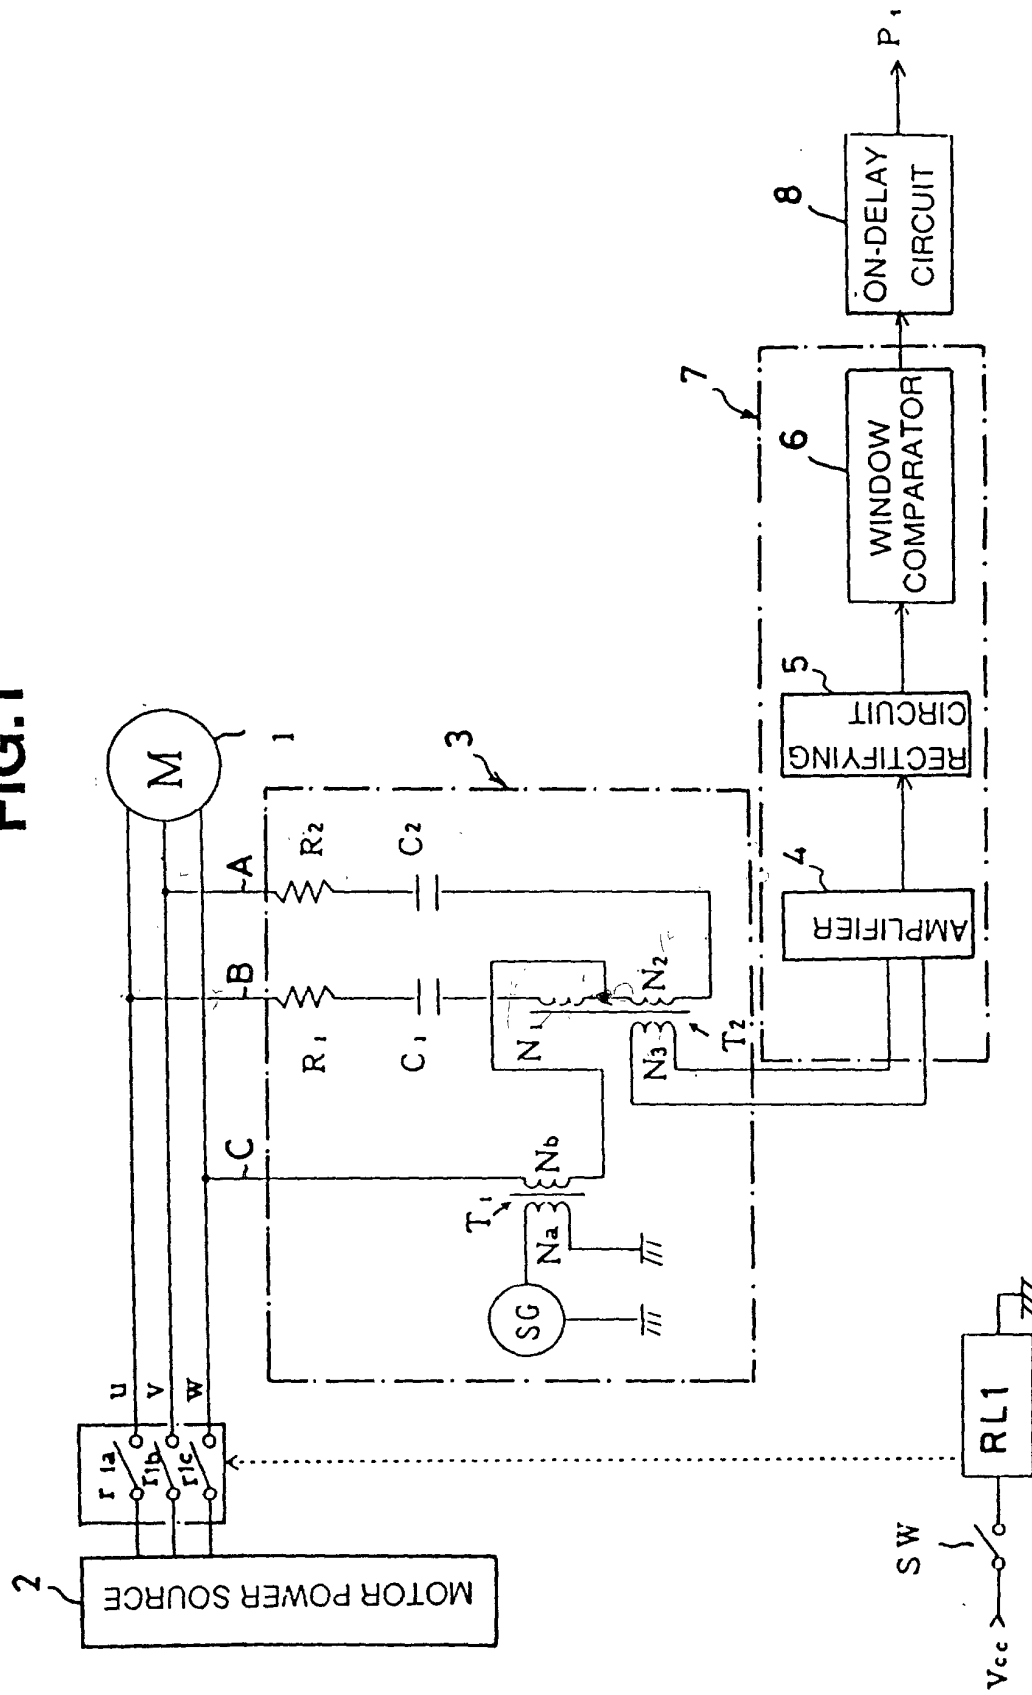 FIG.1
2
MOTOR POWER SOURCE
r1a
r1b
r1c
u
v
w
M
1
C
B
A
3
R1
R2
C1
C2
T1
Na
Nb
SG
N1
N2
N3
T2
7
4
AMPLIFIER
5
RECTIFYING
CIRCUIT
6
WINDOW
COMPARATOR
8
ON-DELAY
CIRCUIT
P1
Vcc
SW
RL1